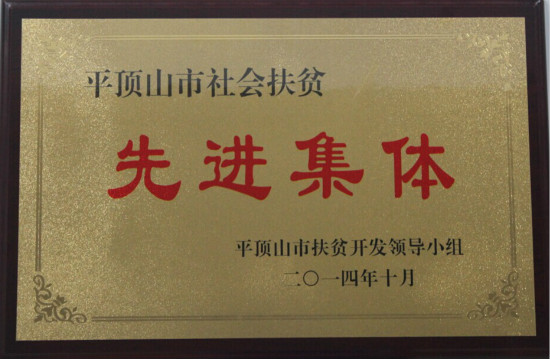 平顶山市社会扶贫
先进集体
平顶山市扶贫开发领导小组
二〇一四年十月